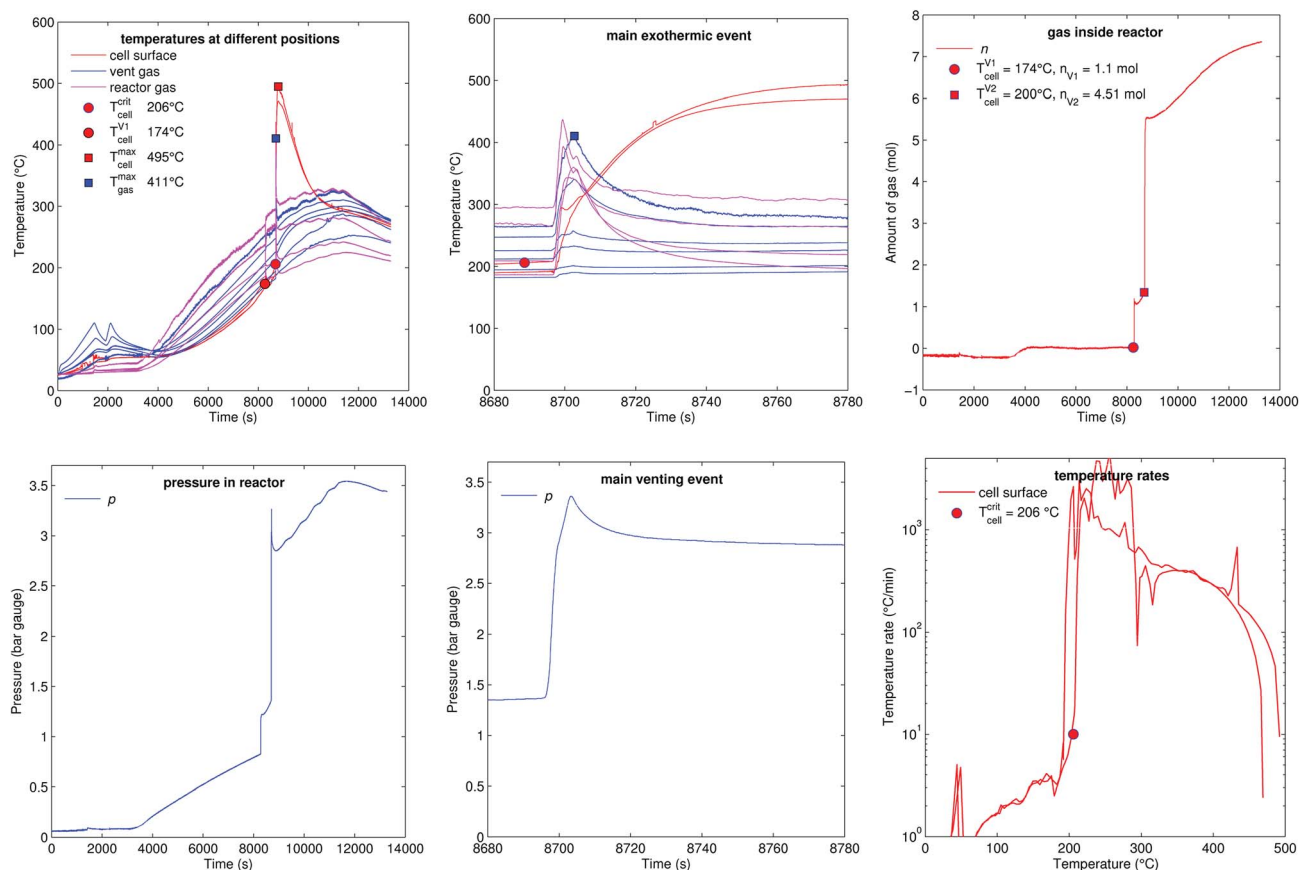 temperatures at different positions
cell surface
vent gas
reactor gas
T_cell^crit 206°C
T_cell^V1 174°C
T_cell^max 495°C
T_gas^max 411°C
600
500
400
300
200
100
0
Temperature (°C)
0 2000 4000 6000 8000 10000 12000 14000
Time (s)
main exothermic event
600
500
400
300
200
100
0
Temperature (°C)
8680 8700 8720 8740 8760 8780
Time (s)
gas inside reactor
n
T_cell^V1 = 174°C, n_V1 = 1.1 mol
T_cell^V2 = 200°C, n_V2 = 4.51 mol
8
7
6
5
4
3
2
1
0
−1
Amount of gas (mol)
0 2000 4000 6000 8000 10000 12000 14000
Time (s)
pressure in reactor
p
3.5
3
2.5
2
1.5
1
0.5
0
Pressure (bar gauge)
0 2000 4000 6000 8000 10000 12000 14000
Time (s)
main venting event
p
3.5
3
2.5
2
1.5
1
0.5
0
Pressure (bar gauge)
8680 8700 8720 8740 8760 8780
Time (s)
temperature rates
cell surface
T_cell^crit = 206 °C
10^3
10^2
10^1
10^0
Temperature rate (°C/min)
0 100 200 300 400 500
Temperature (°C)